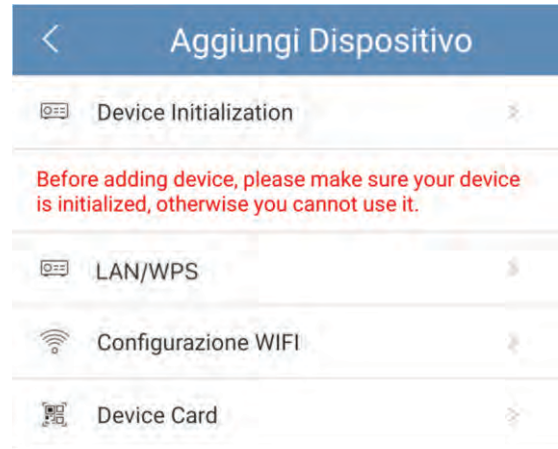 Aggiungi Dispositivo
Device Initialization
Before adding device, please make sure your device
is initialized, otherwise you cannot use it.
LAN/WPS
Configurazione WIFI
Device Card